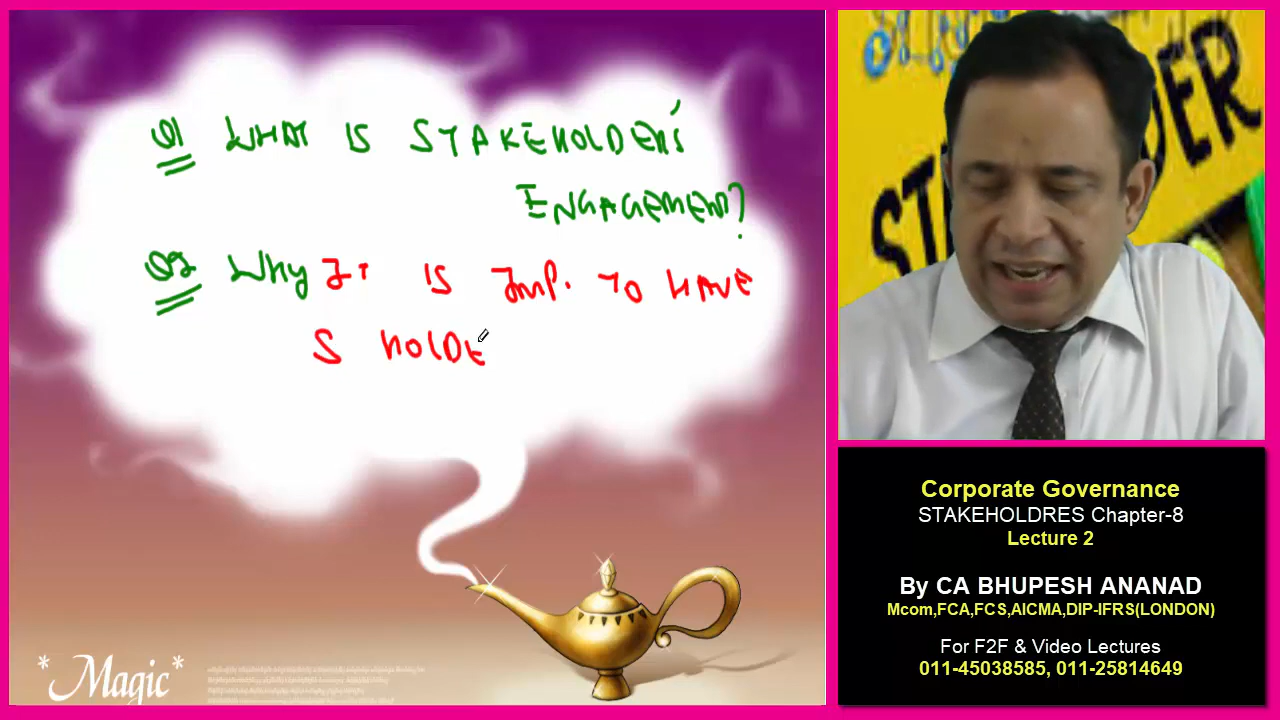 Q1 WHAT IS STAKEHOLDER'S
ENGAGEMENT?
Q2 Why IT IS Imp. TO HAVE
S HOLDE
STAKE
HOLDER
*Magic*
Corporate Governance
STAKEHOLDRES Chapter-8
Lecture 2
By CA BHUPESH ANANAD
Mcom,FCA,FCS,AICMA,DIP-IFRS(LONDON)
For F2F & Video Lectures
011-45038585, 011-25814649